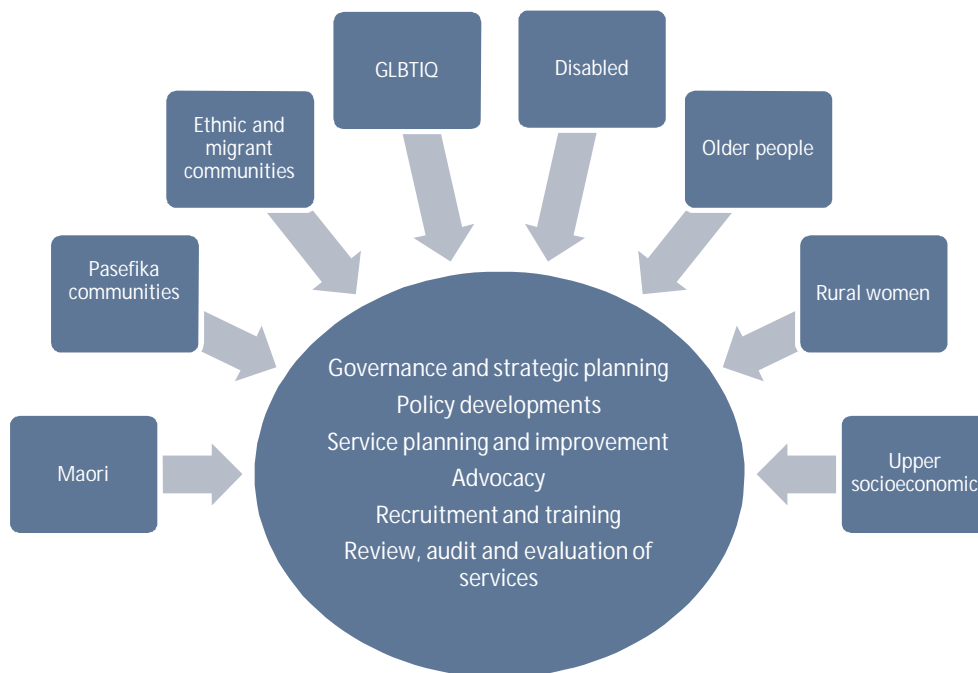 GLBTIQ
Disabled
Ethnic and
migrant
communities
Older people
Pasefika
communities
Rural women
Maori
Upper
socioeconomic
Governance and strategic planning
Policy developments
Service planning and improvement
Advocacy
Recruitment and training
Review, audit and evaluation of
services